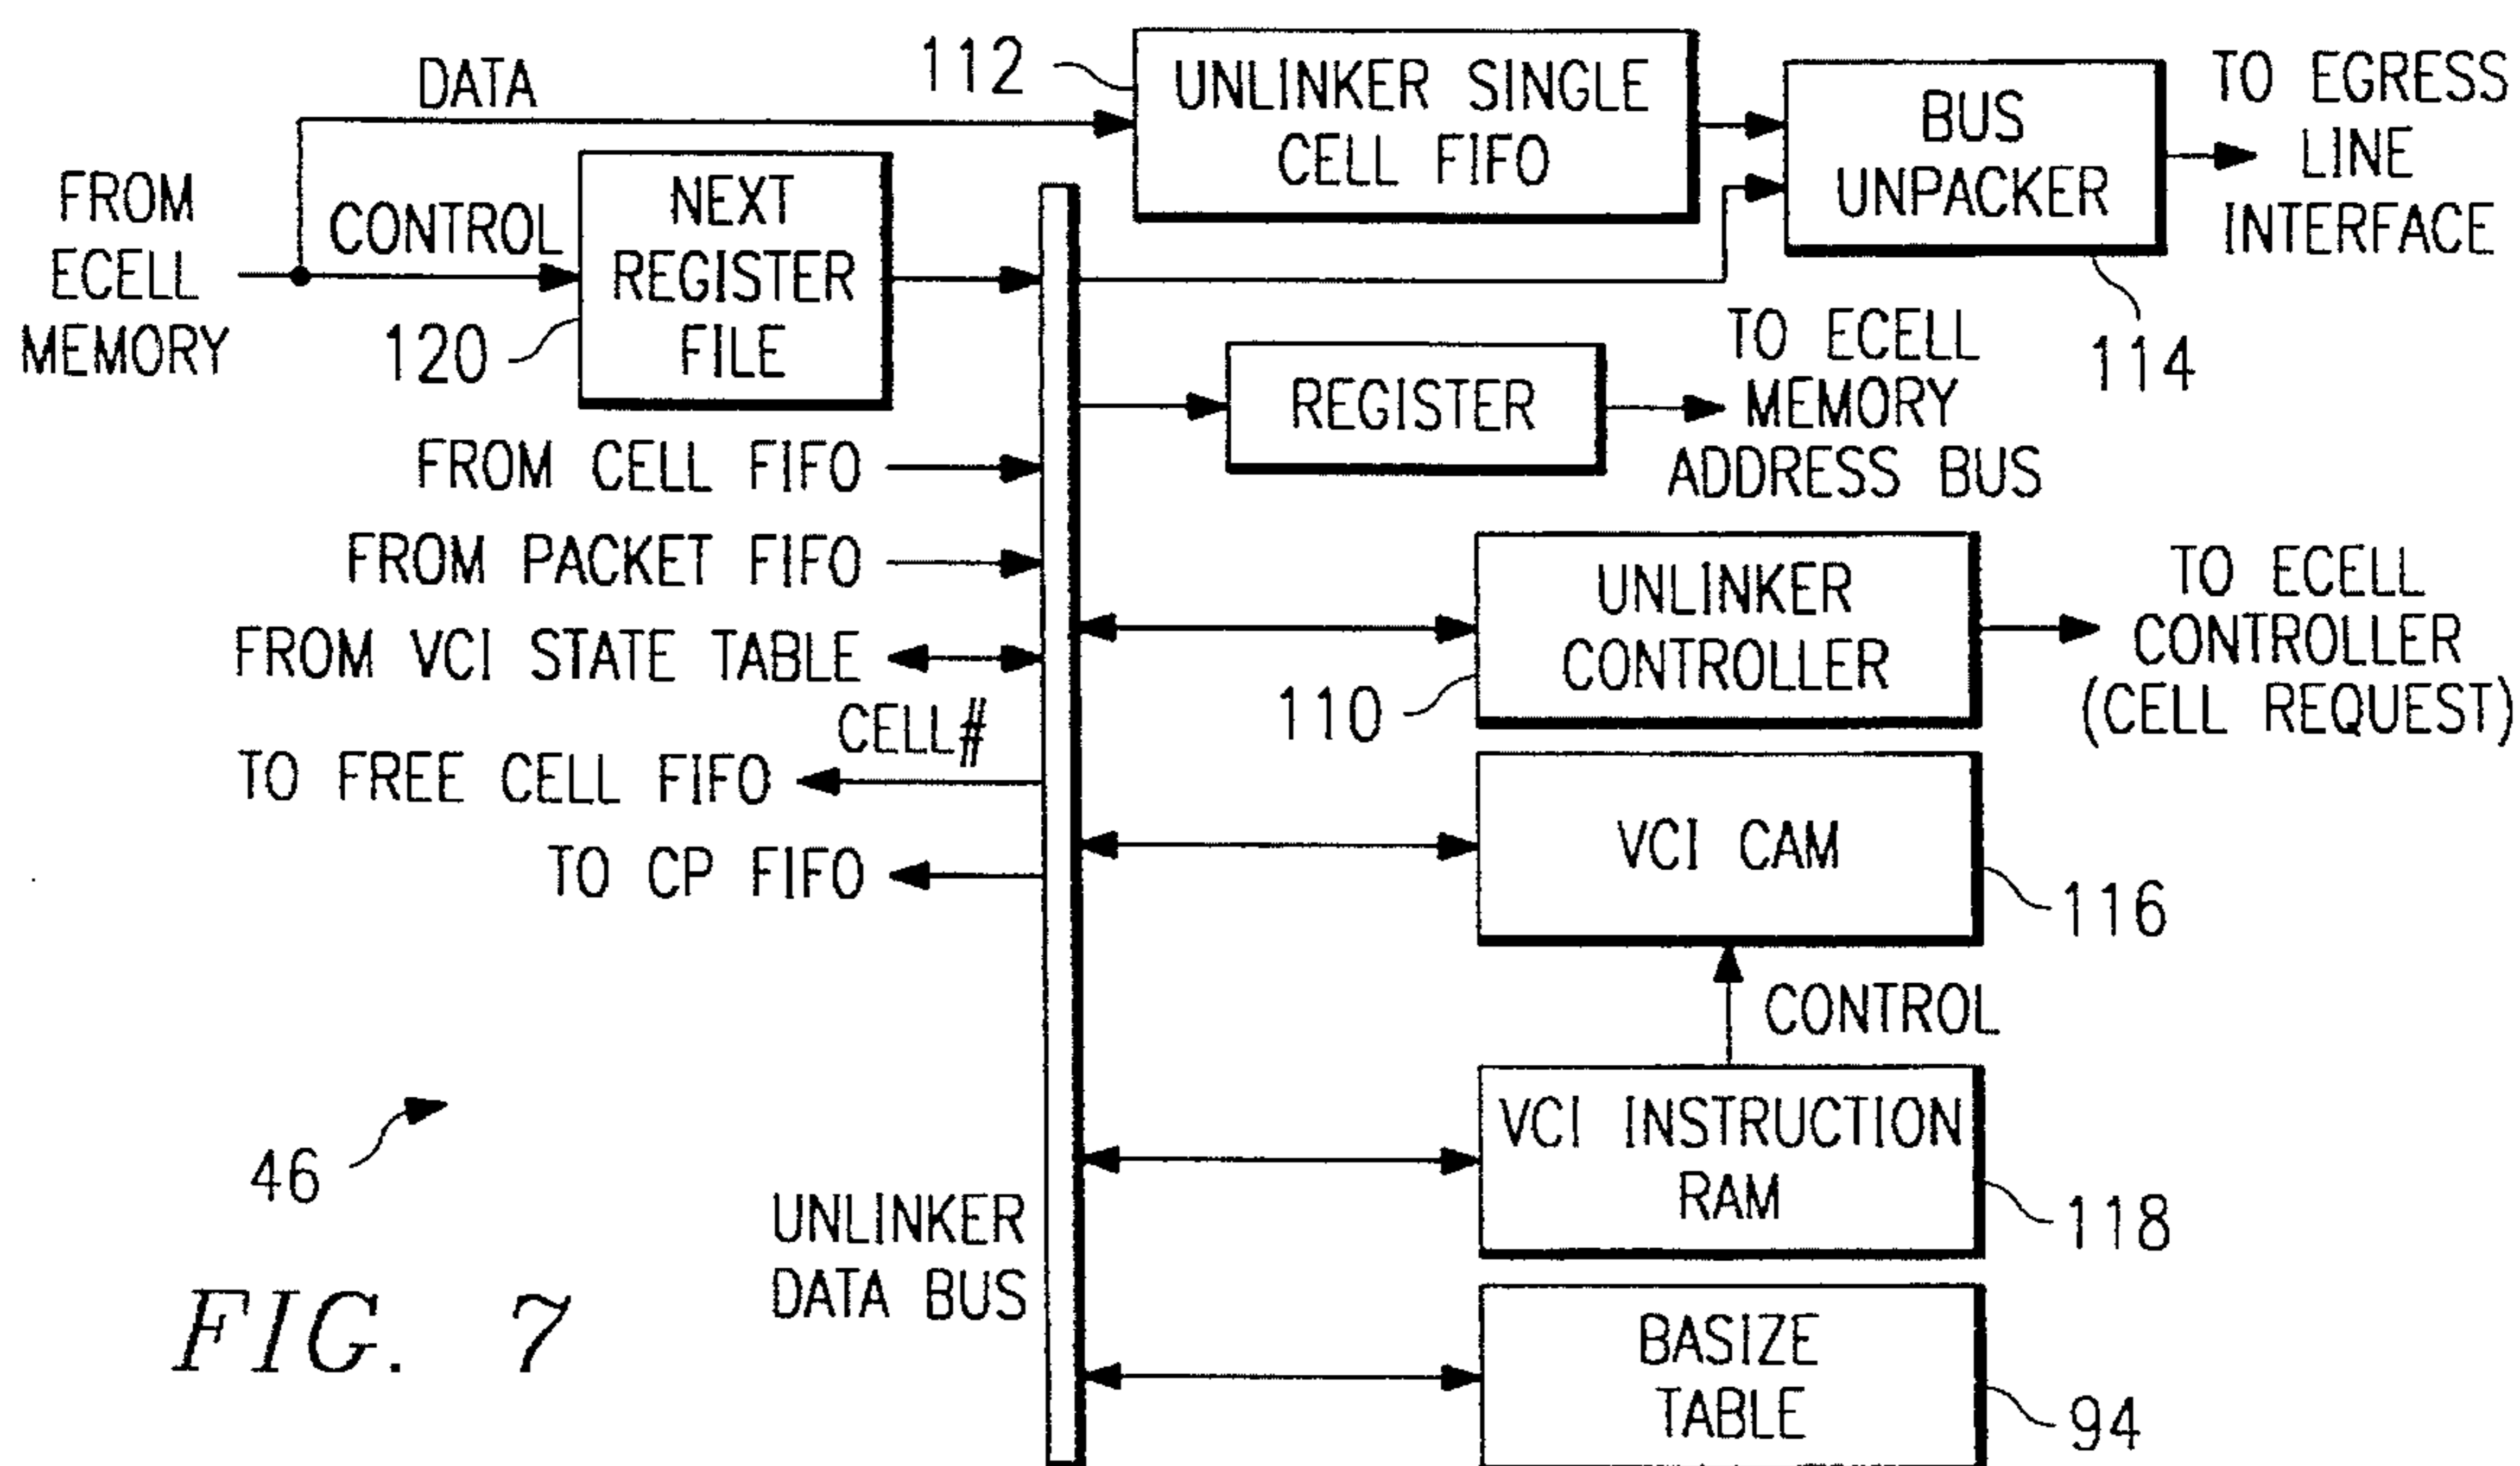 112
UNLINKER SINGLE
CELL FIFO
DATA
BUS
UNPACKER
114
TO EGRESS
LINE
INTERFACE
FROM
ECELL
MEMORY
CONTROL
120
NEXT
REGISTER
FILE
REGISTER
TO ECELL
MEMORY
ADDRESS BUS
FROM CELL FIFO
FROM PACKET FIFO
FROM VCI STATE TABLE
CELL#
TO FREE CELL FIFO
TO CP FIFO
UNLINKER
CONTROLLER
110
TO ECELL
CONTROLLER
(CELL REQUEST)
VCI CAM
116
CONTROL
VCI INSTRUCTION
RAM
118
46
UNLINKER
DATA BUS
BASIZE
TABLE
94
FIG. 7